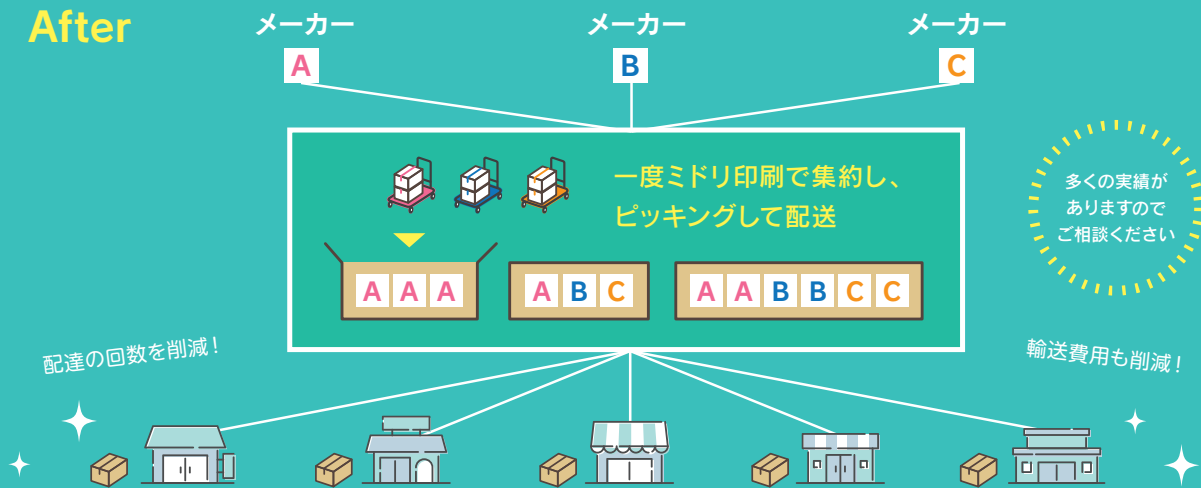 After
メーカー
A
メーカー
B
メーカー
C
一度ミドリ印刷で集約し、
ピッキングして配送
多くの実績が
ありますので
ご相談ください
A A A
A B C
A A B B C C
配達の回数を削減！
輸送費用も削減！